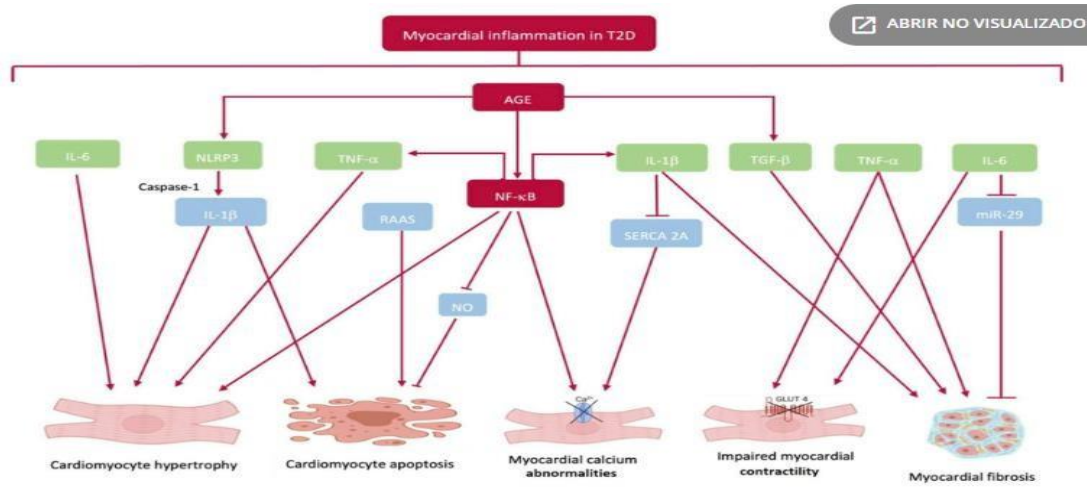 ABRIR NO VISUALIZADO
Myocardial inflammation in T2D
AGE
IL-6
NLRP3
TNF-α
IL-1β
TGF-β
TNF-α
IL-6
Caspase-1
NF-κB
IL-1β
RAAS
SERCA 2A
miR-29
NO
Ca²⁺
GLUT 4
Cardiomyocyte hypertrophy
Cardiomyocyte apoptosis
Myocardial calcium
abnormalities
Impaired myocardial
contractility
Myocardial fibrosis